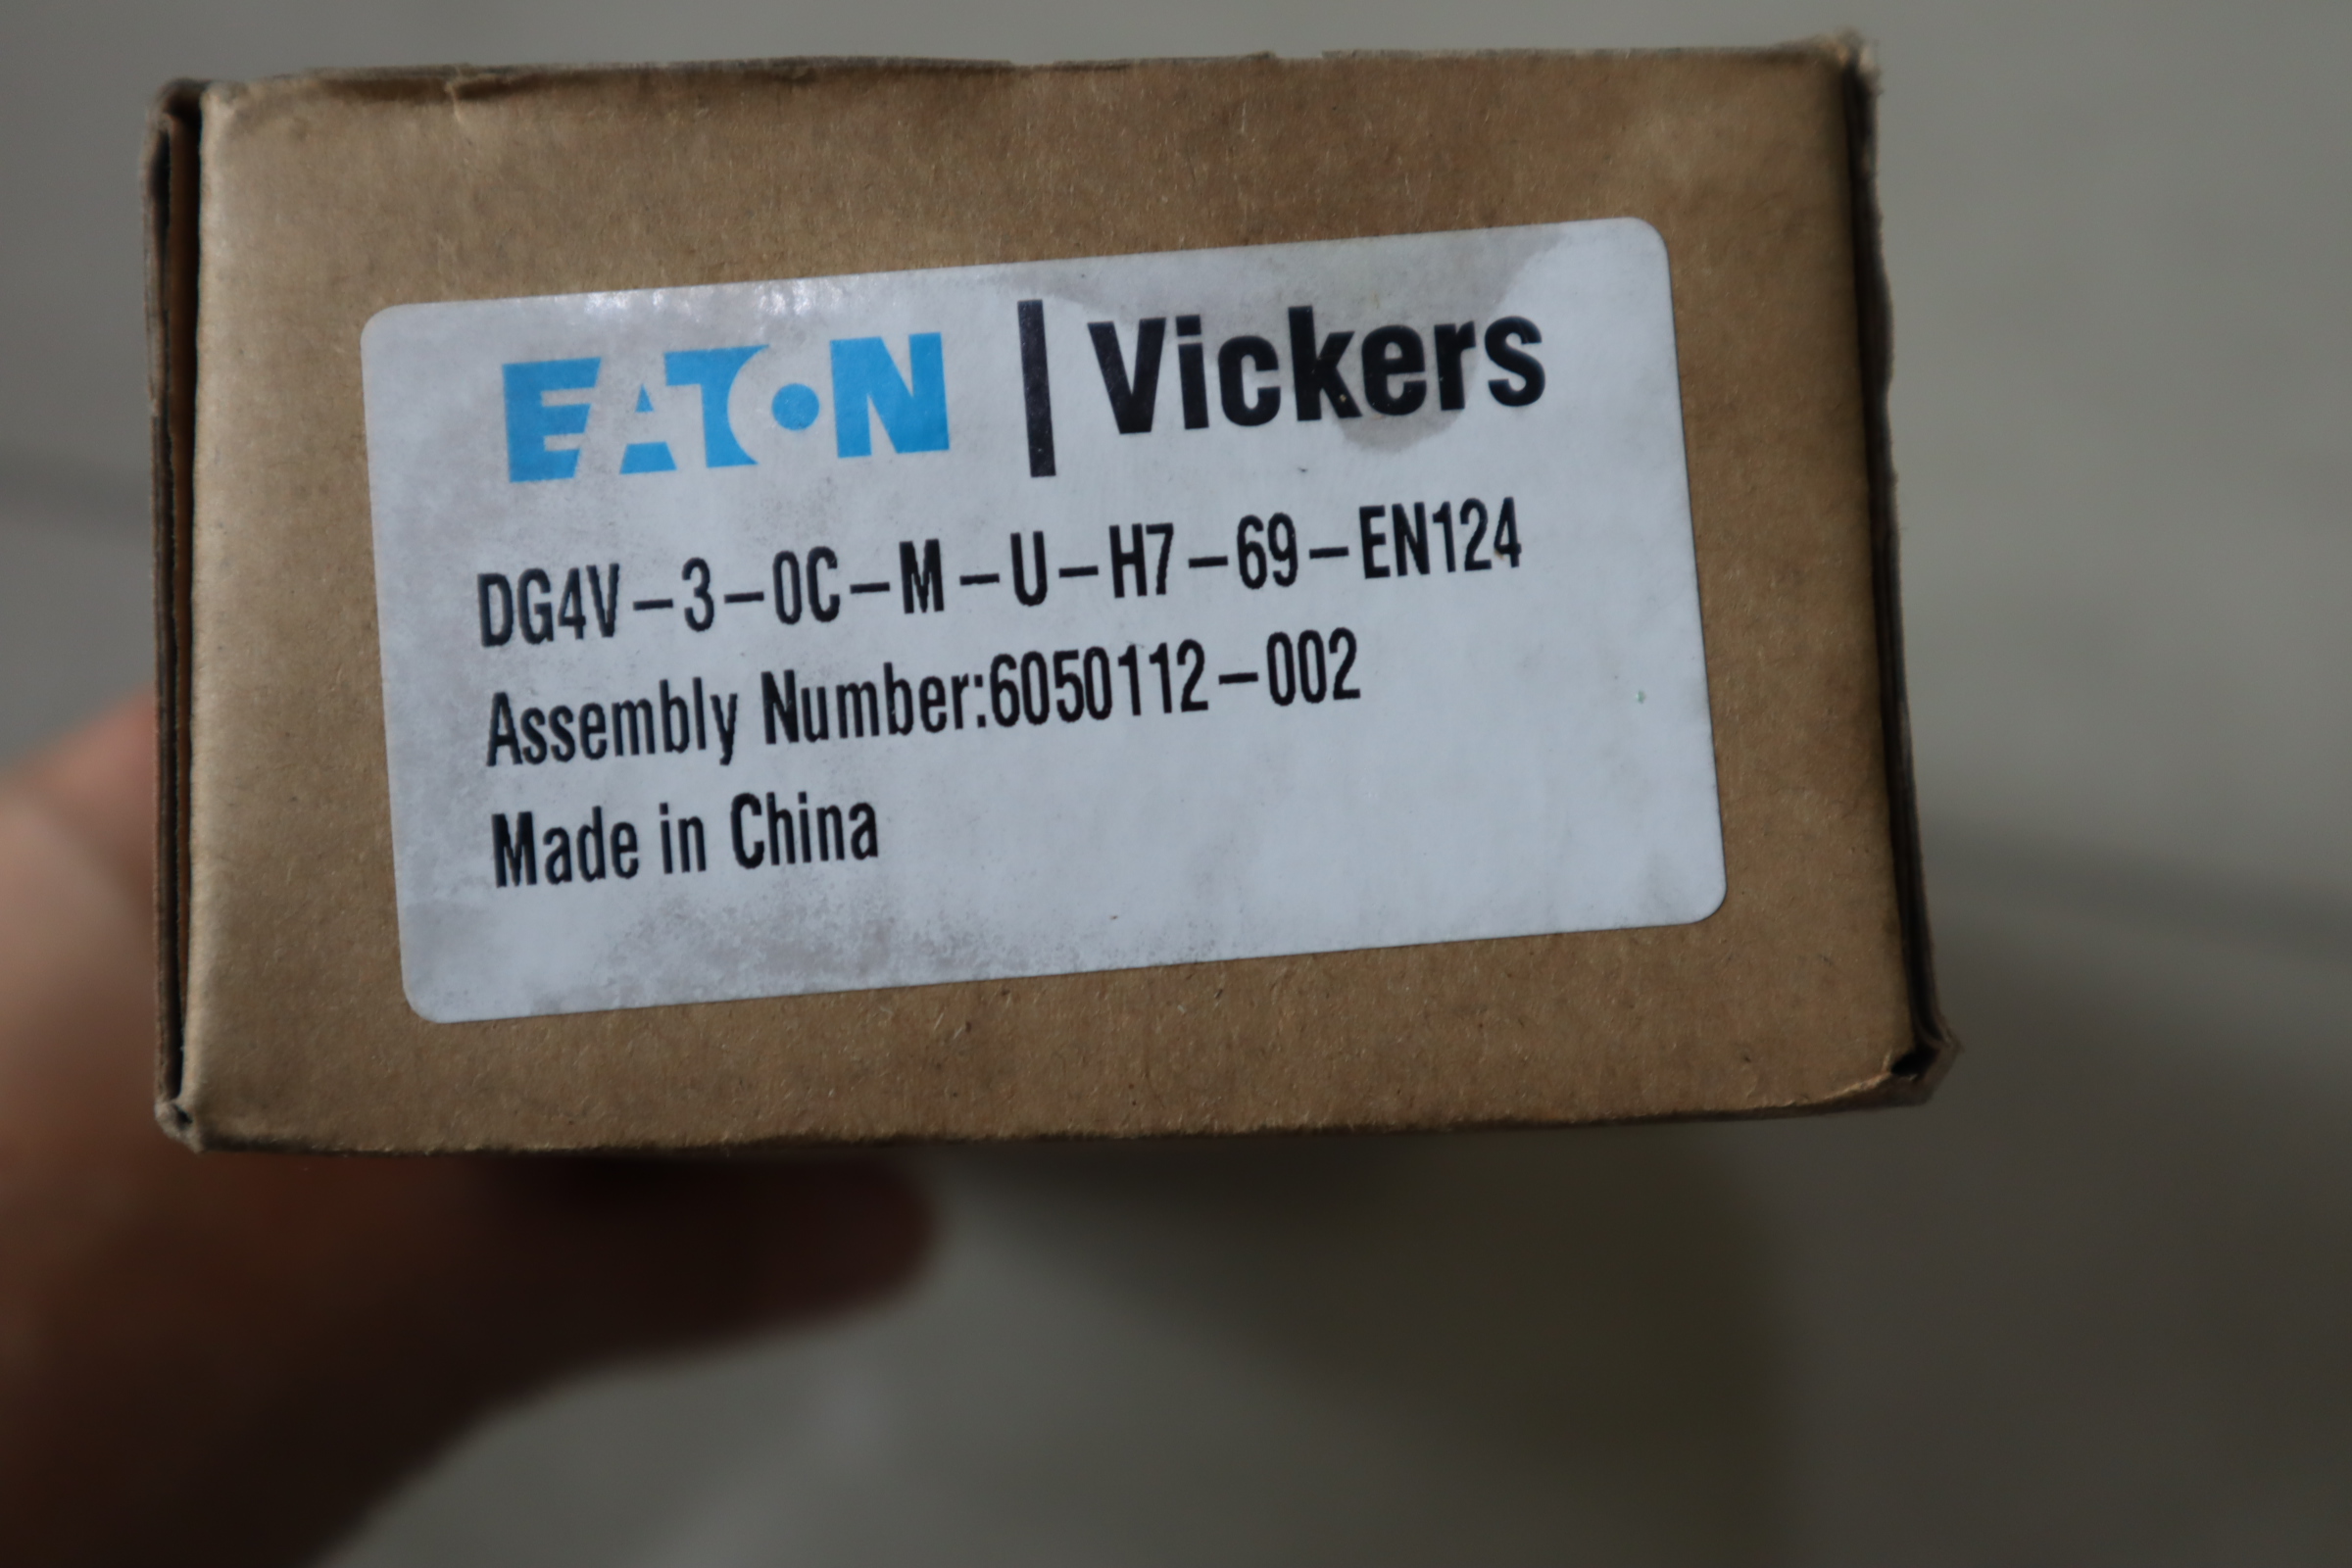 EATON | Vickers
DG4V-3-0C-M-U-H7-69-EN124
Assembly Number:6050112-002
Made in China